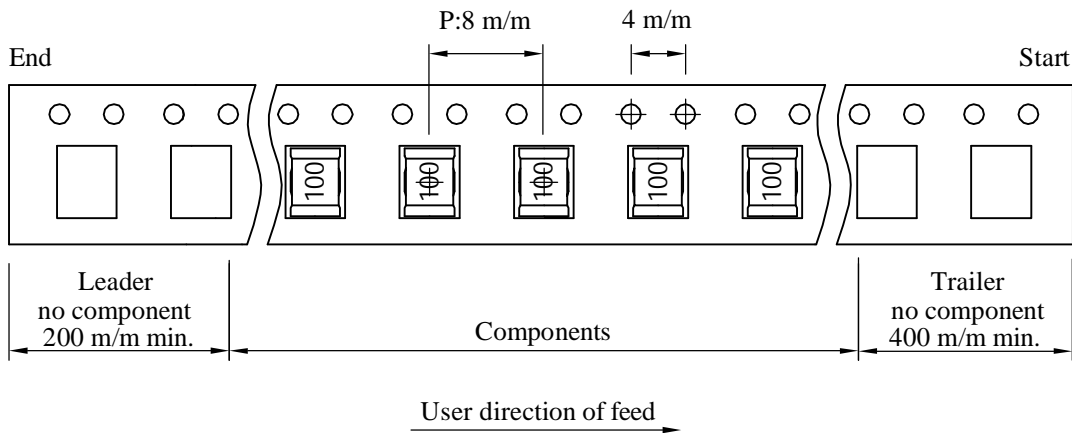 P:8 m/m
4 m/m
End
Start
100
100
100
100
100
Leader
no component
200 m/m min.
Components
Trailer
no component
400 m/m min.
User direction of feed